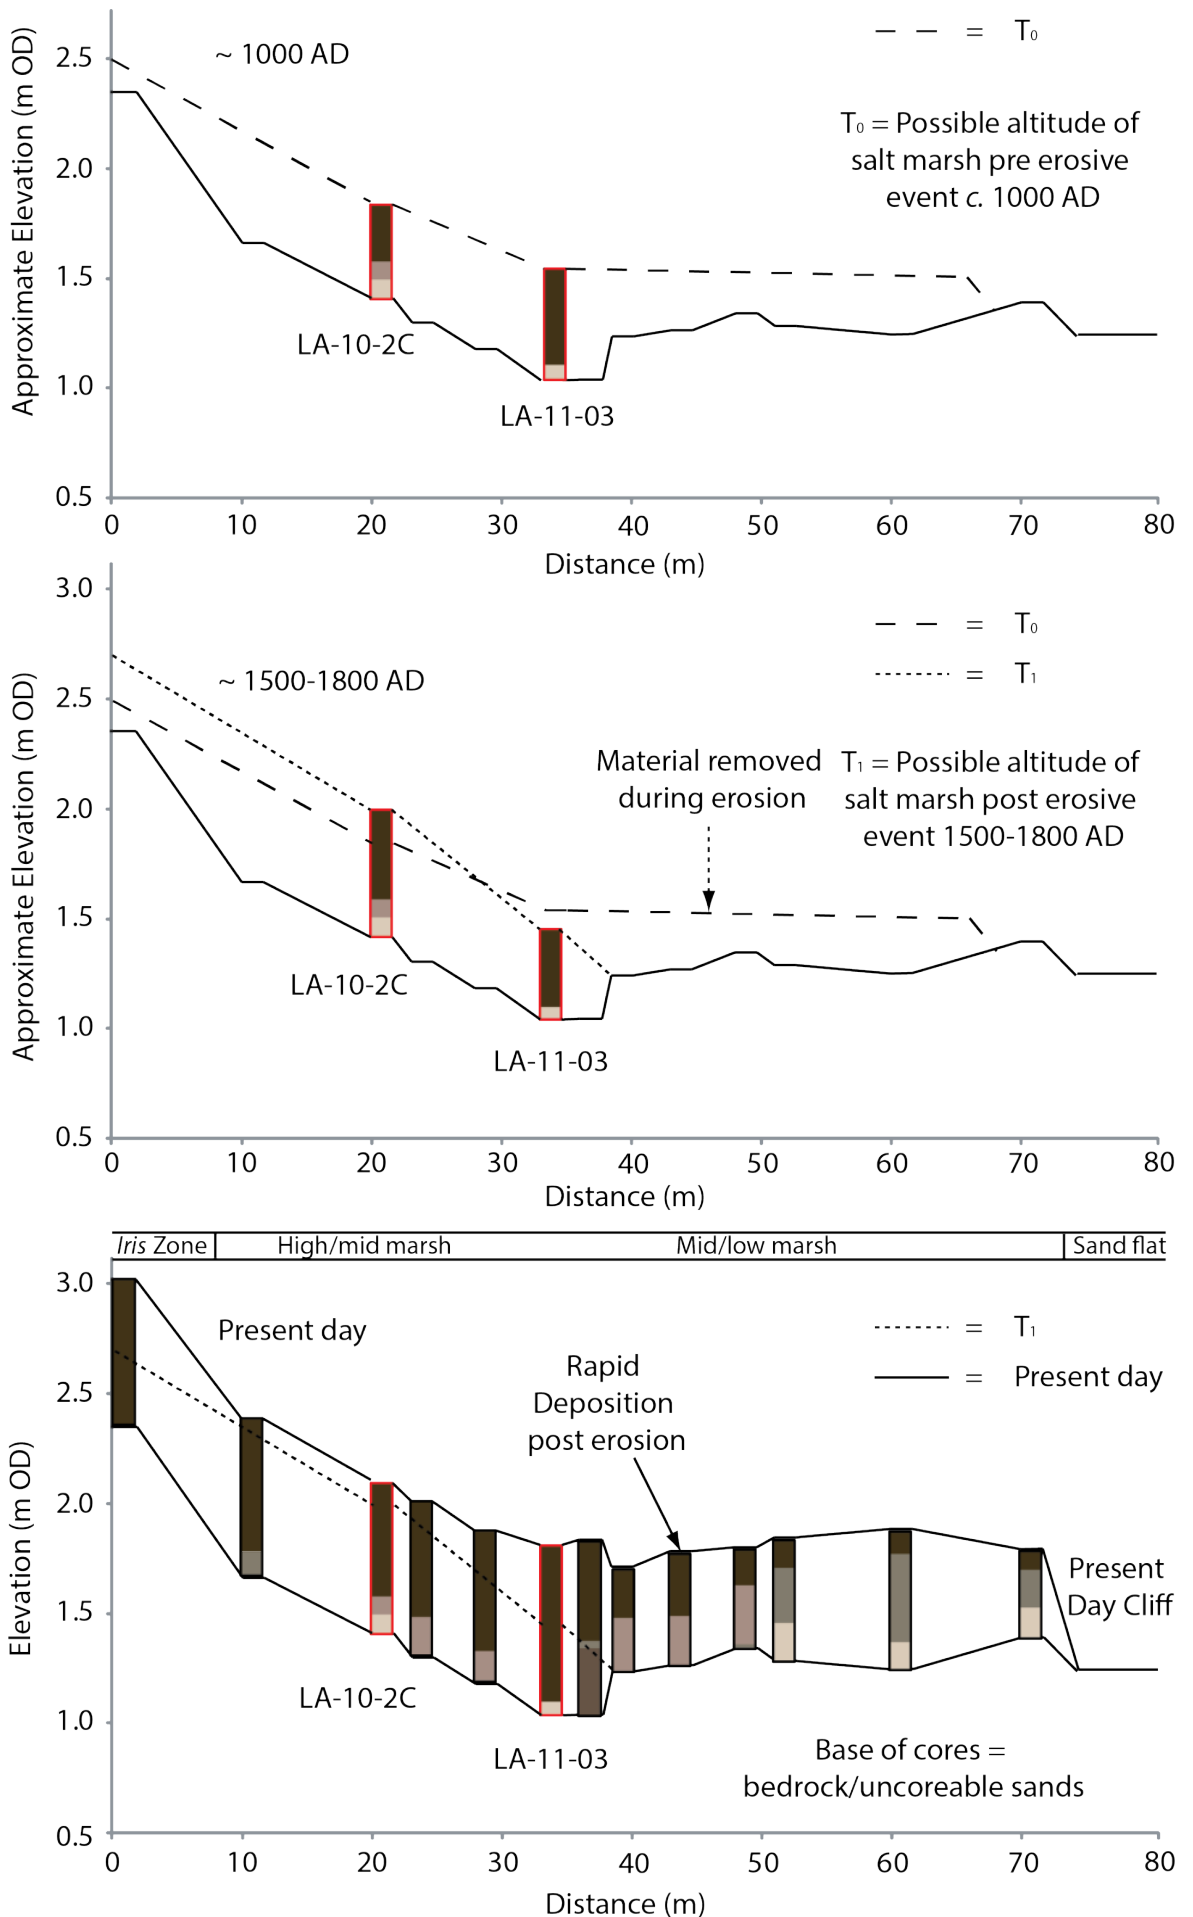 — — = T₀
~ 1000 AD
T₀ = Possible altitude of
salt marsh pre erosive
event c. 1000 AD
Approximate Elevation (m OD)
2.5
2.0
1.5
1.0
0.5
LA-10-2C
LA-11-03
0 10 20 30 40 50 60 70 80
Distance (m)
= T₀
= T₁
~ 1500-1800 AD
Material removed
during erosion
T₁ = Possible altitude of
salt marsh post erosive
event 1500-1800 AD
Approximate Elevation (m OD)
3.0
2.5
2.0
1.5
1.0
0.5
LA-10-2C
LA-11-03
0 10 20 30 40 50 60 70 80
Distance (m)
Iris Zone High/mid marsh Mid/low marsh Sand flat
= T₁
= Present day
Present day
Rapid
Deposition
post erosion
Elevation (m OD)
3.0
2.5
2.0
1.5
1.0
0.5
Present
Day Cliff
LA-10-2C
LA-11-03
Base of cores =
bedrock/uncoreable sands
0 10 20 30 40 50 60 70 80
Distance (m)